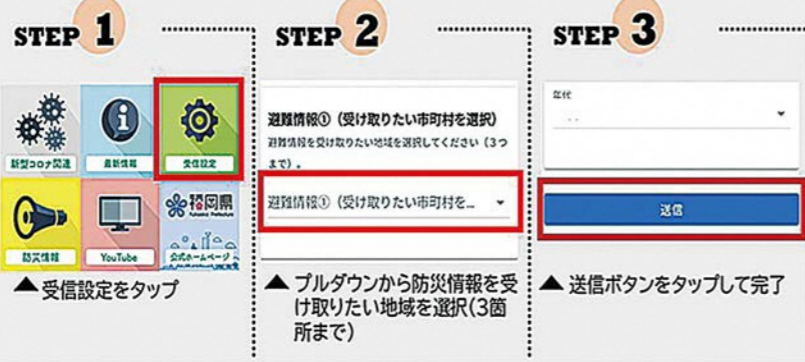 STEP 1
新型コロナ関連
最新情報
受信設定
防災情報
YouTube
福岡県
Fukuoka Prefecture
公式ホームページ
▲受信設定をタップ
STEP 2
避難情報①（受け取りたい市町村を選択）
避難情報を受け取りたい地域を選択してください（３つ
まで）。
避難情報①（受け取りたい市町村を...
▲プルダウンから防災情報を受
け取りたい地域を選択(3箇
所まで)
STEP 3
年代
送信
▲送信ボタンをタップして完了